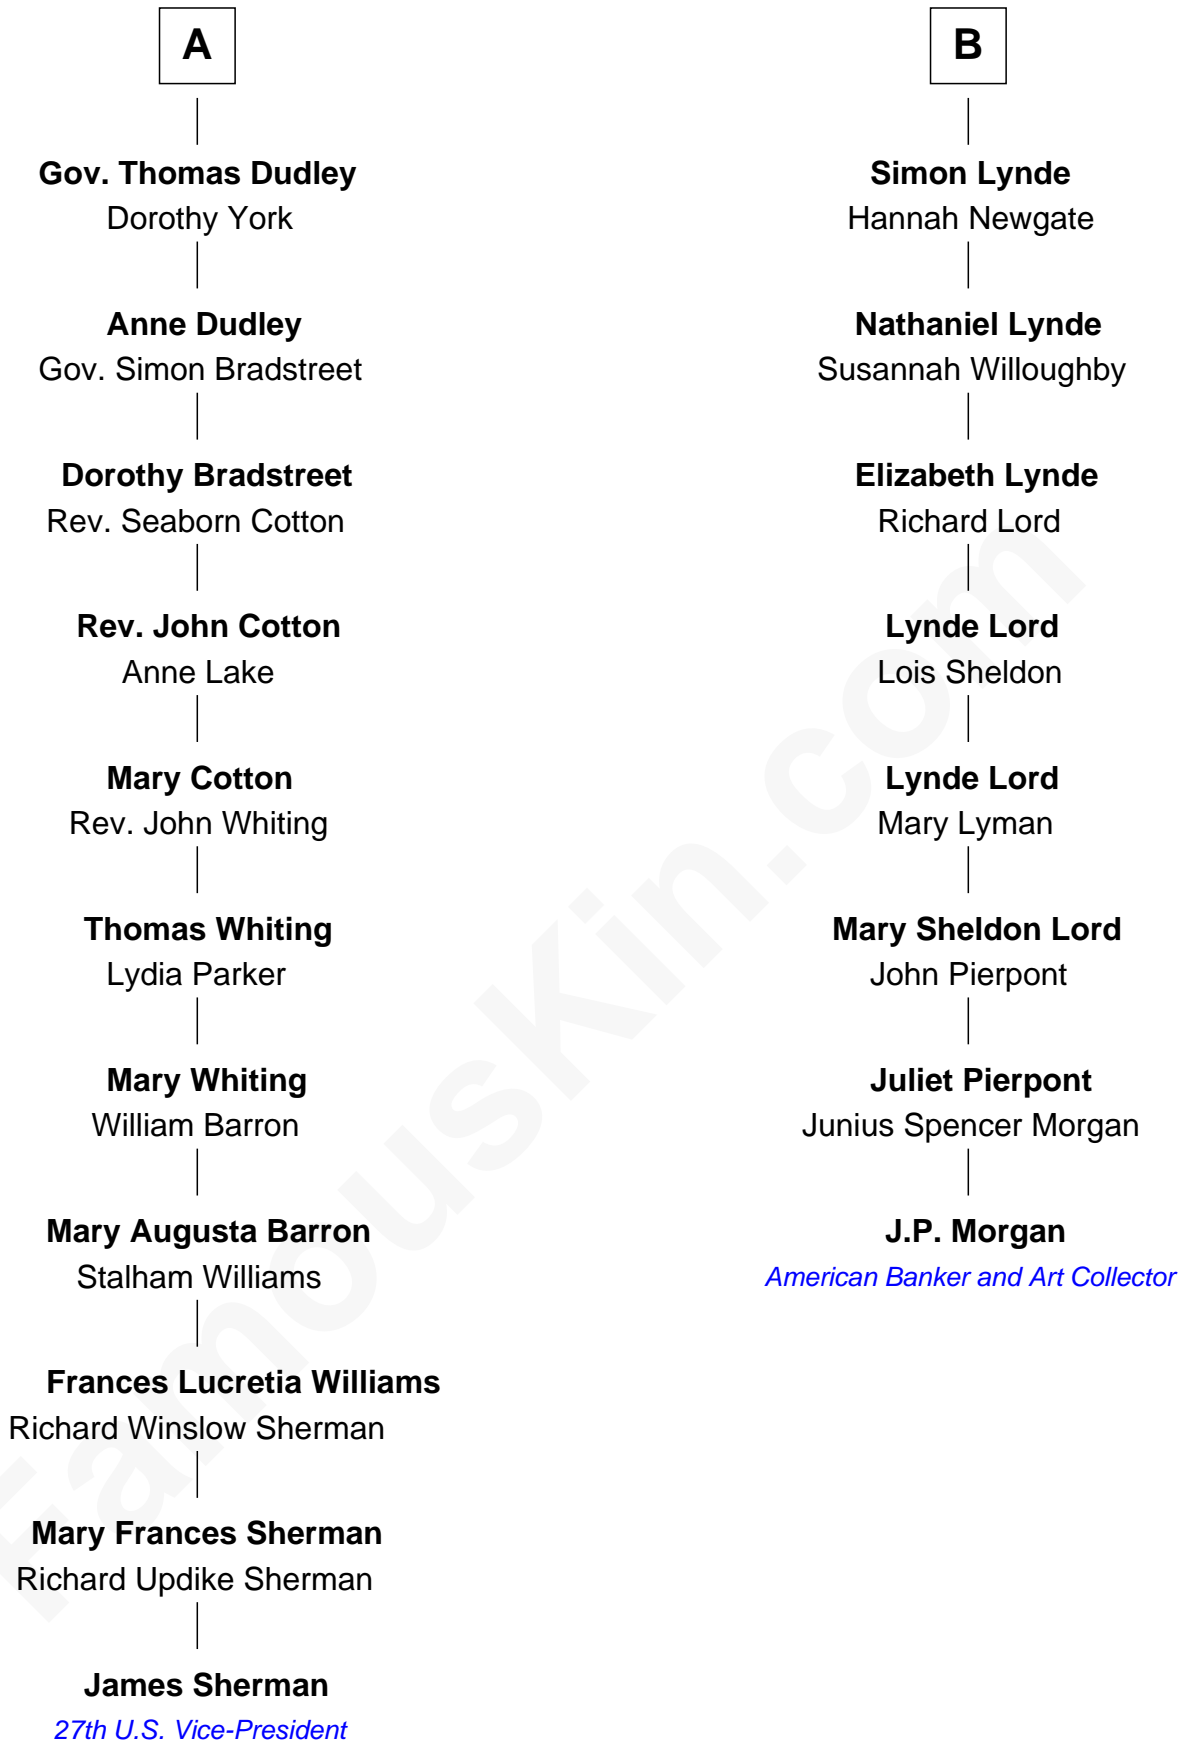 A
Gov. Thomas Dudley
Dorothy York
Anne Dudley
Gov. Simon Bradstreet
Dorothy Bradstreet
Rev. Seaborn Cotton
Rev. John Cotton
Anne Lake
Mary Cotton
Rev. John Whiting
Thomas Whiting
Lydia Parker
Mary Whiting
William Barron
Mary Augusta Barron
Stalham Williams
Frances Lucretia Williams
Richard Winslow Sherman
Mary Frances Sherman
Richard Updike Sherman
James Sherman
27th U.S. Vice-President
B
Simon Lynde
Hannah Newgate
Nathaniel Lynde
Susannah Willoughby
Elizabeth Lynde
Richard Lord
Lynde Lord
Lois Sheldon
Lynde Lord
Mary Lyman
Mary Sheldon Lord
John Pierpont
Juliet Pierpont
Junius Spencer Morgan
J.P. Morgan
American Banker and Art Collector
FamousKin.com